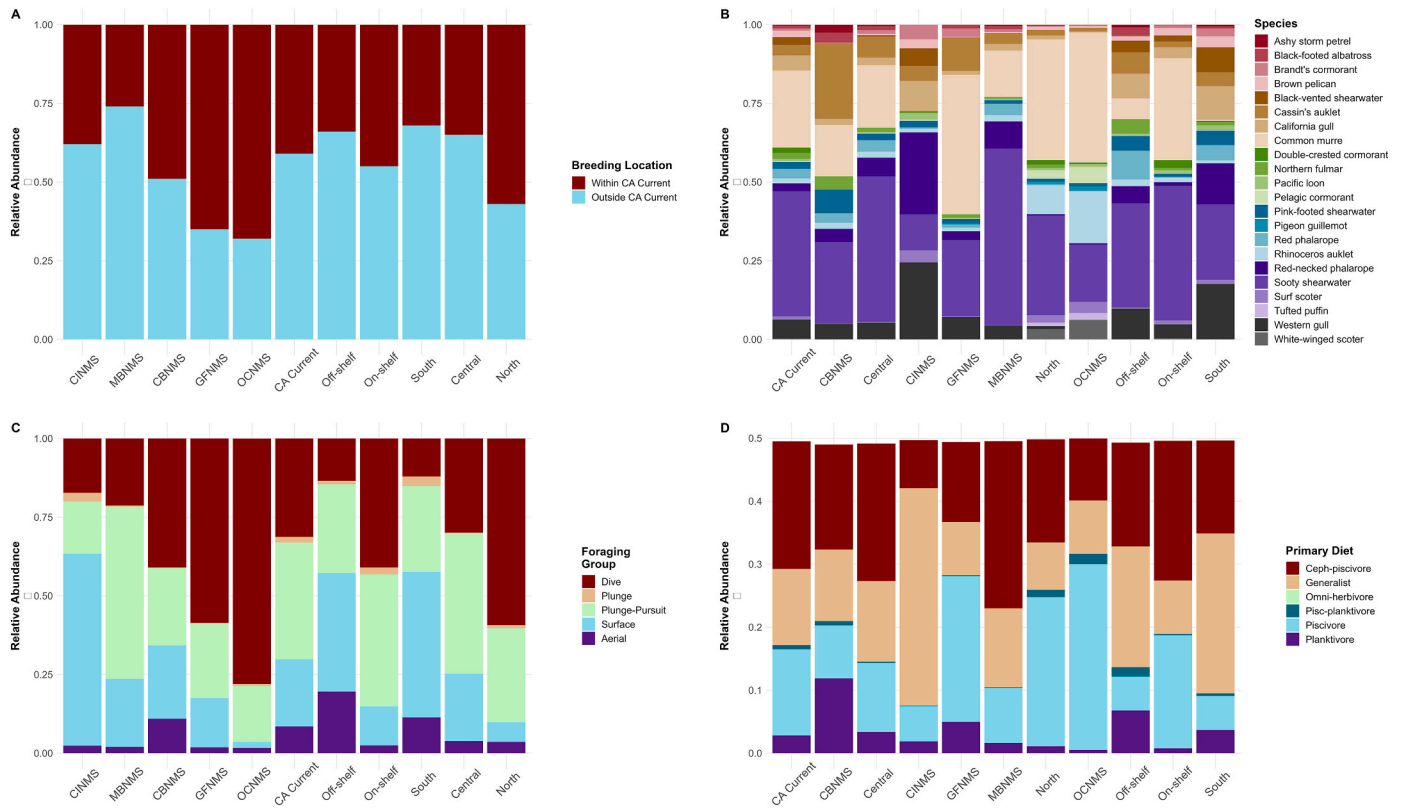 A
1.00
0.75
0.50
0.25
0.00
Relative Abundance
CINMS
MBNMS
CBNMS
GFNMS
OCNMS
CA Current
Off-shelf
On-shelf
South
Central
North
Breeding Location
Within CA Current
Outside CA Current
B
1.00
0.75
0.50
0.25
0.00
Relative Abundance
CA Current
CBNMS
Central
CINMS
GFNMS
MBNMS
North
OCNMS
Off-shelf
On-shelf
South
Species
Ashy storm petrel
Black-footed albatross
Brandt's cormorant
Brown pelican
Black-vented shearwater
Cassin's auklet
California gull
Common murre
Double-crested cormorant
Northern fulmar
Pacific loon
Pelagic cormorant
Pink-footed shearwater
Pigeon guillemot
Red phalarope
Rhinoceros auklet
Red-necked phalarope
Sooty shearwater
Surf scoter
Tufted puffin
Western gull
White-winged scoter
C
1.00
0.75
0.50
0.25
0.00
Relative Abundance
CINMS
MBNMS
CBNMS
GFNMS
OCNMS
CA Current
Off-shelf
On-shelf
South
Central
North
Foraging
Group
Dive
Plunge
Plunge-Pursuit
Surface
Aerial
D
0.5
0.4
0.3
0.2
0.1
0.0
Relative Abundance
CA Current
CBNMS
Central
CINMS
GFNMS
MBNMS
North
OCNMS
Off-shelf
On-shelf
South
Primary Diet
Ceph-piscivore
Generalist
Omni-herbivore
Pisc-planktivore
Piscivore
Planktivore